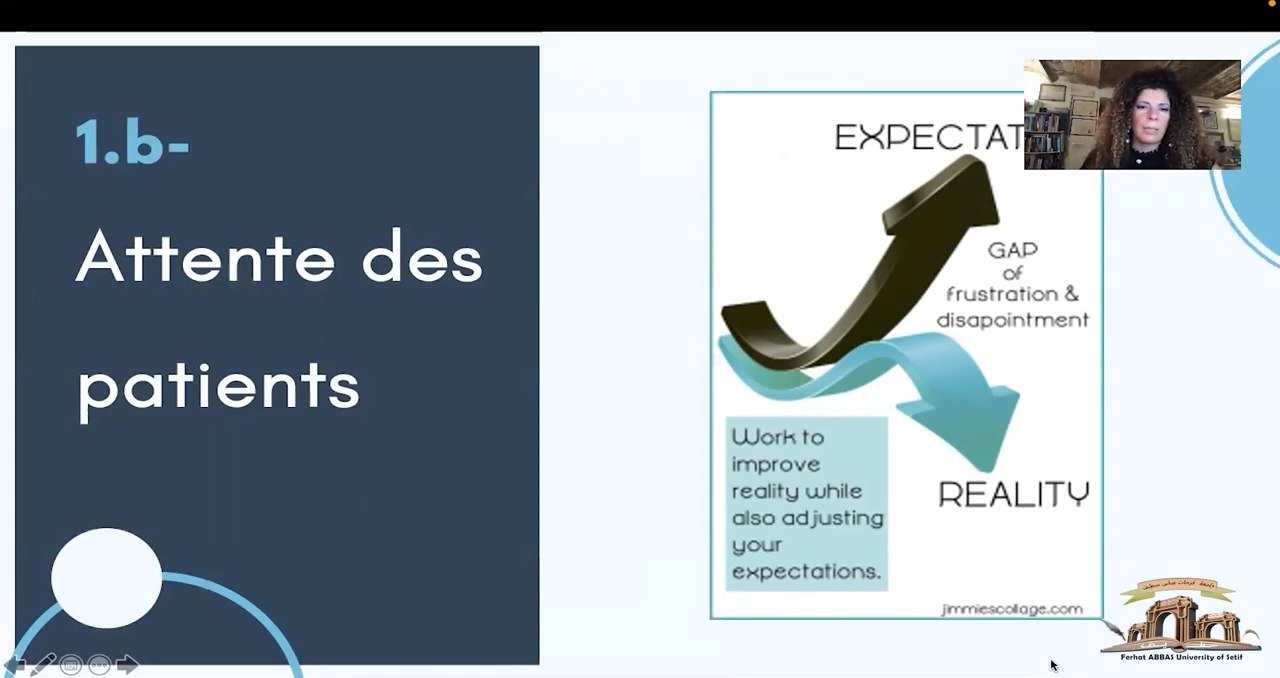 1.b-
Attente des
patients
EXPECTAT
GAP
of
frustration &
disapointment
Work to
improve
reality while
also adjusting
your
expectations.
REALITY
jimmiescollage.com
Ferhat ABBAS University of Setif